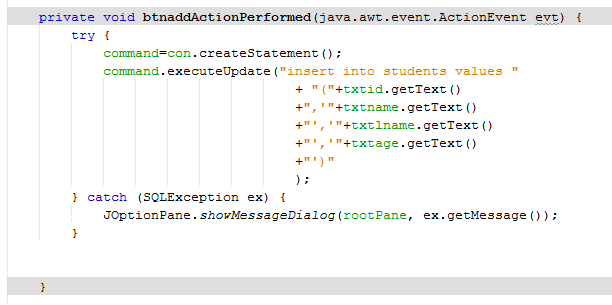 private void btnaddActionPerformed(java.awt.event.ActionEvent evt) {
try {
command=con.createStatement();
command.executeUpdate("insert into students values "
+ "("+txtid.getText()
+",'"+txtname.getText()
+"','"+txtlname.getText()
+"','"+txtage.getText()
+"')"
);
} catch (SQLException ex) {
JOptionPane.showMessageDialog(rootPane, ex.getMessage());
}
}